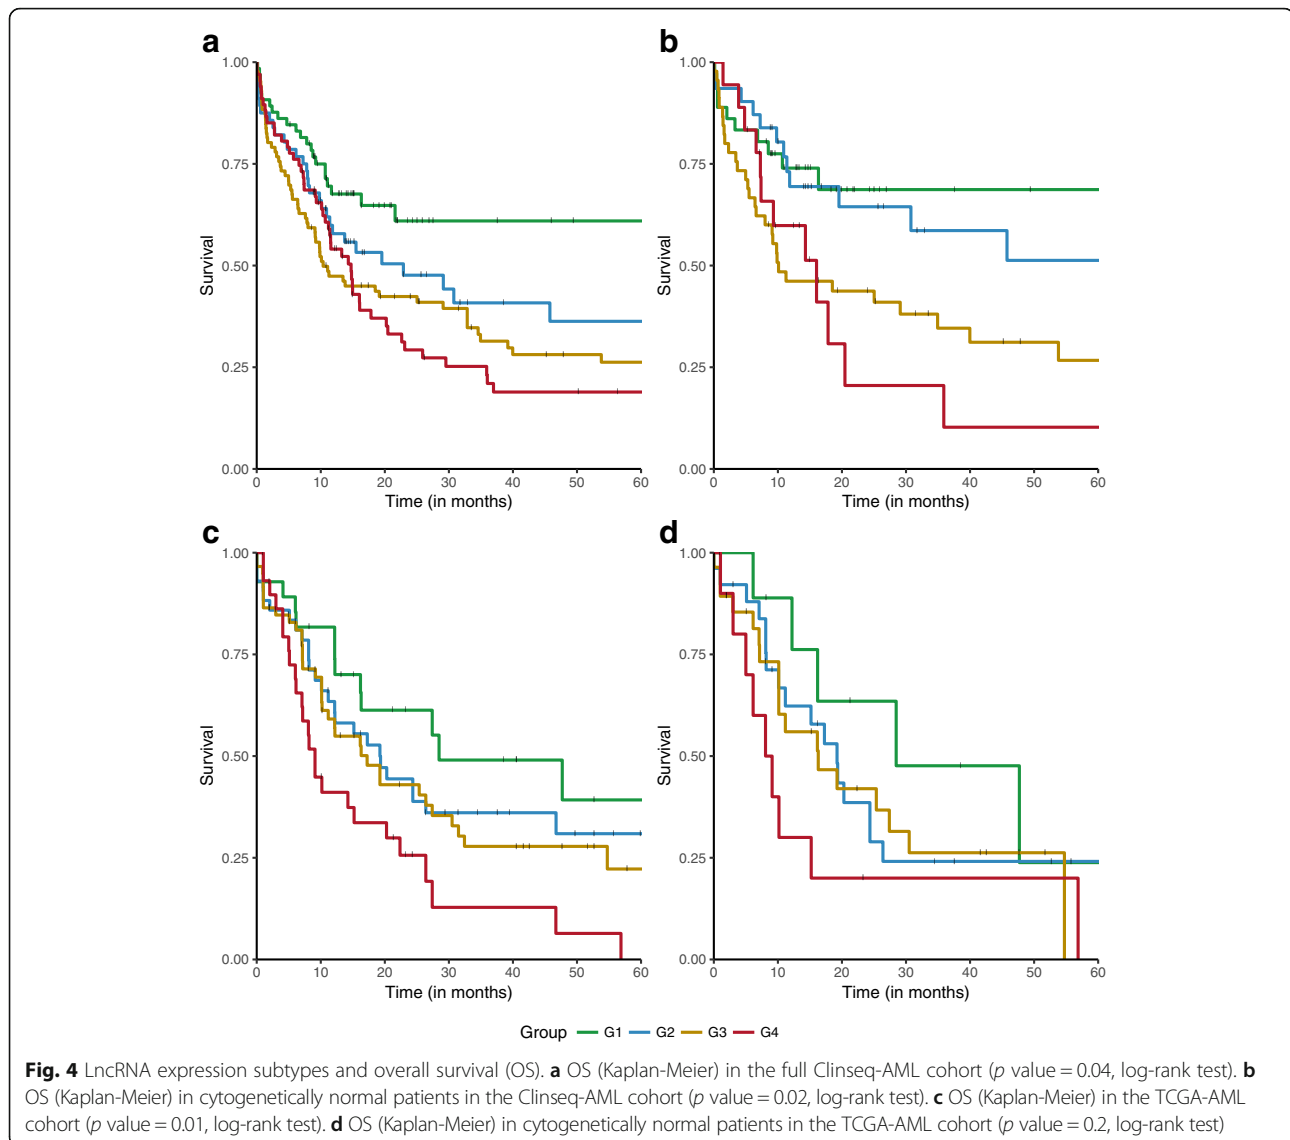 a
b
1.00
0.75
0.50
0.25
0.00
Survival
0 10 20 30 40 50 60
Time (in months)
1.00
0.75
0.50
0.25
0.00
Survival
0 10 20 30 40 50 60
Time (in months)
c
d
1.00
0.75
0.50
0.25
0.00
Survival
0 10 20 30 40 50 60
Time (in months)
1.00
0.75
0.50
0.25
0.00
Survival
0 10 20 30 40 50 60
Time (in months)
Group G1 G2 G3 G4
Fig. 4 LncRNA expression subtypes and overall survival (OS). a OS (Kaplan-Meier) in the full Clinseq-AML cohort (p value = 0.04, log-rank test). b
OS (Kaplan-Meier) in cytogenetically normal patients in the Clinseq-AML cohort (p value = 0.02, log-rank test). c OS (Kaplan-Meier) in the TCGA-AML
cohort (p value = 0.01, log-rank test). d OS (Kaplan-Meier) in cytogenetically normal patients in the TCGA-AML cohort (p value = 0.2, log-rank test)